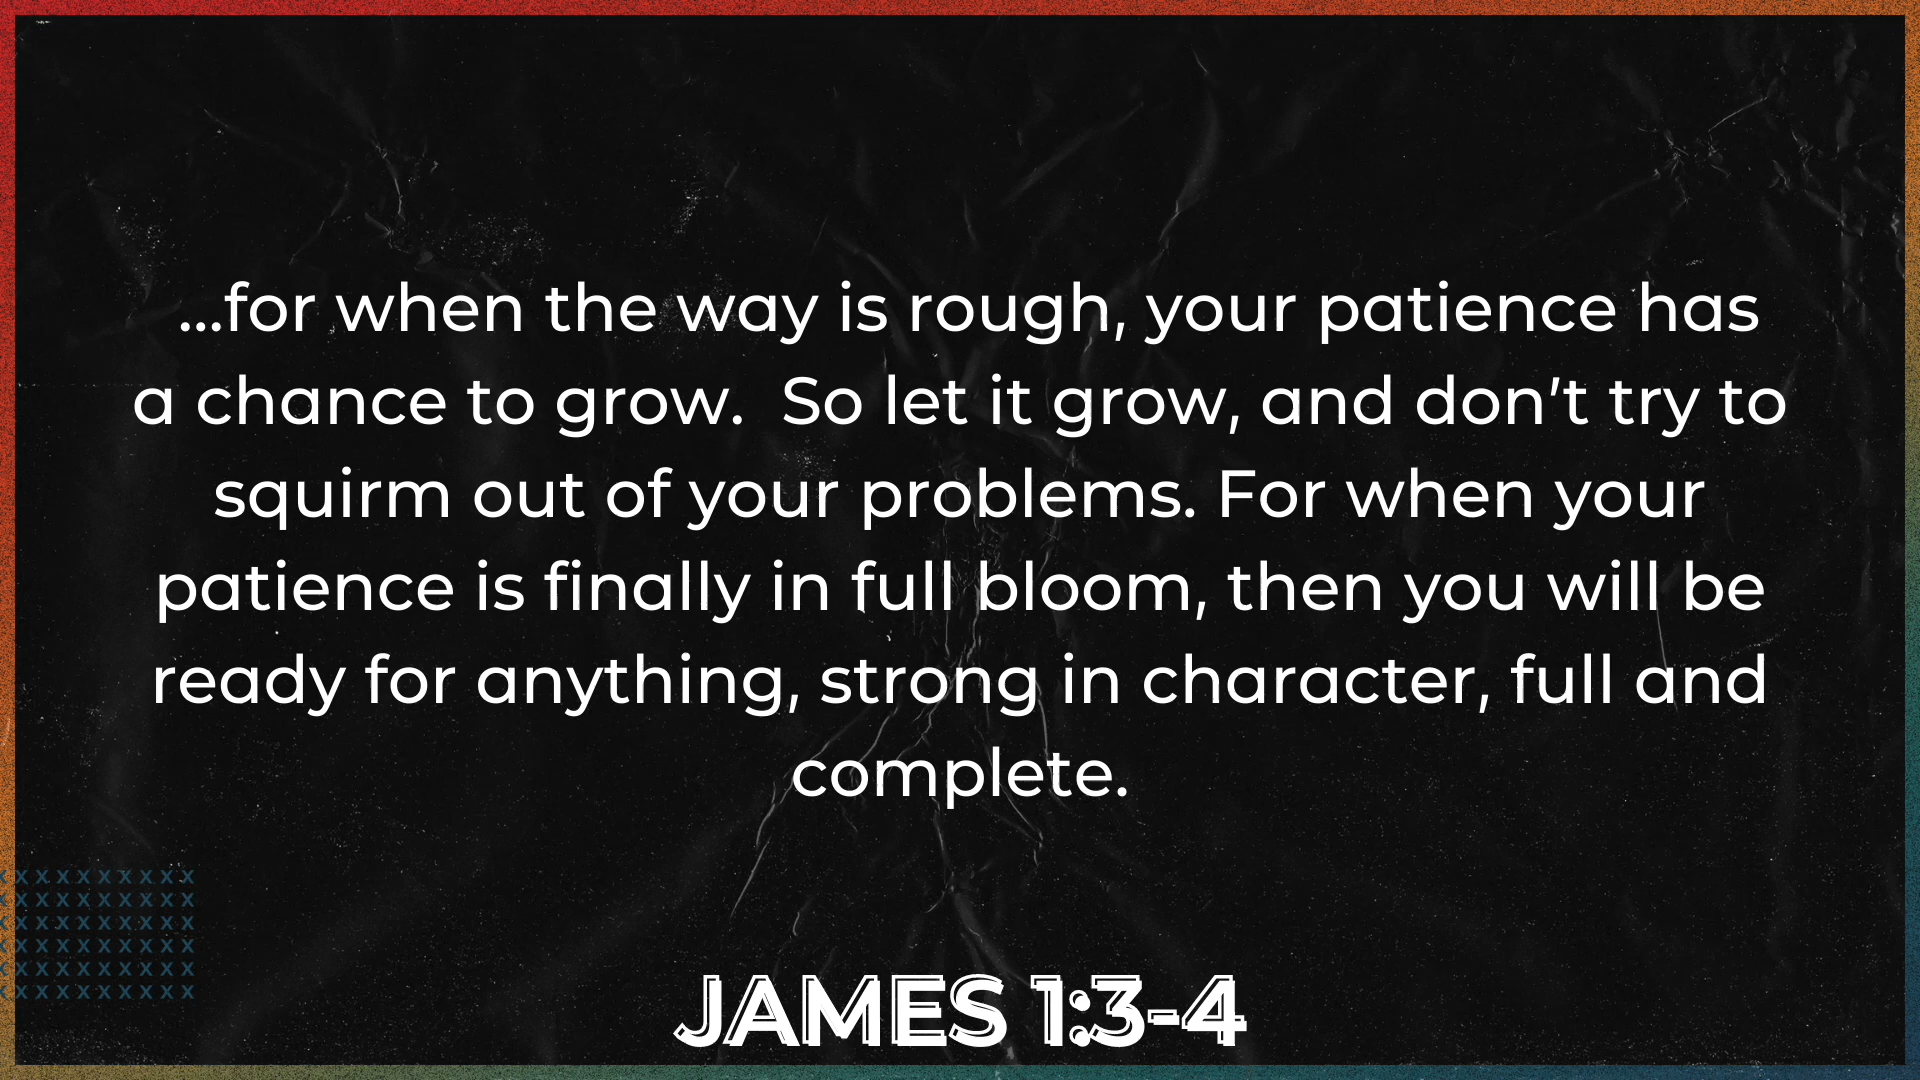 ...for when the way is rough, your patience has
a chance to grow.  So let it grow, and don’t try to
squirm out of your problems. For when your
patience is finally in full bloom, then you will be
ready for anything, strong in character, full and
complete.
x x x x x x x x x x
x x x x x x x x x x
x x x x x x x x x x
x x x x x x x x x x
x x x x x x x x x x
x x x x x x x x x x
JAMES 1:3-4